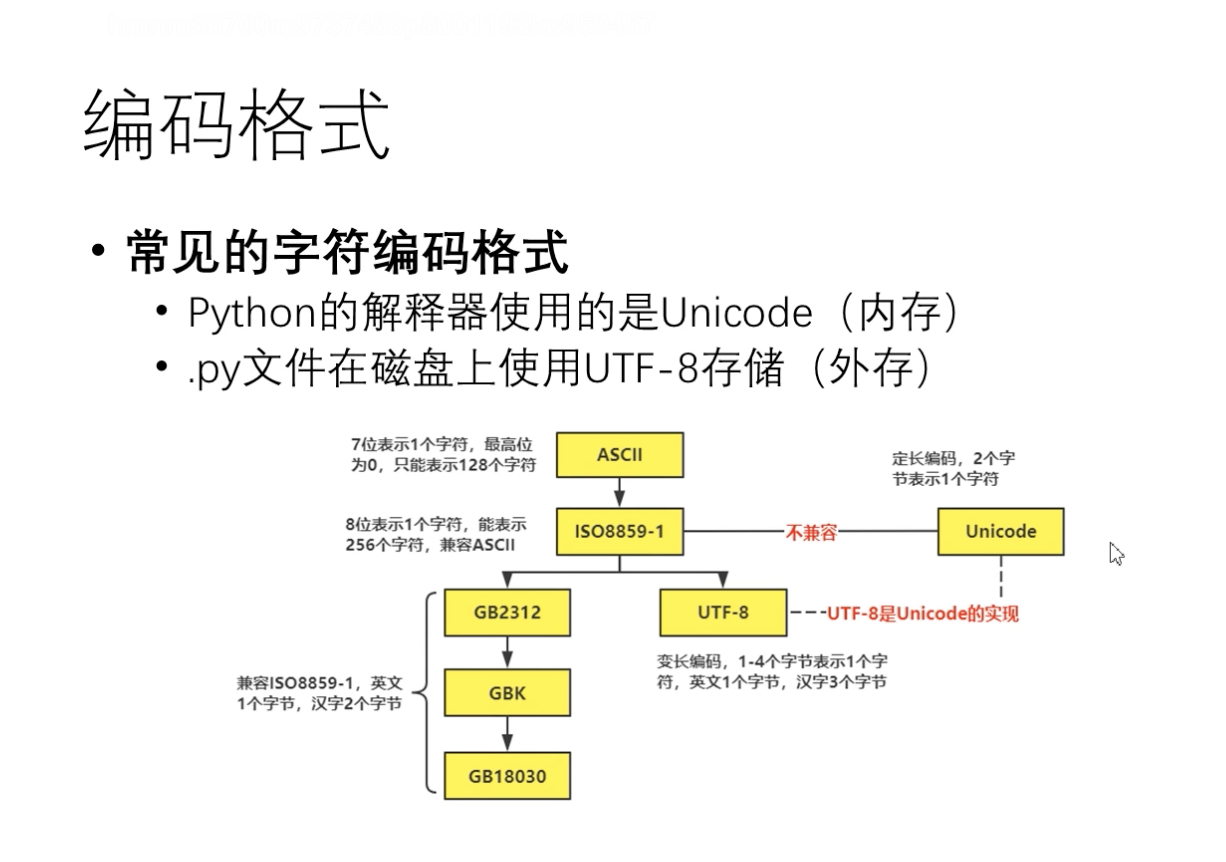 编码格式
• 常见的字符编码格式
• Python的解释器使用的是Unicode（内存）
• .py文件在磁盘上使用UTF-8存储（外存）
7位表示1个字符，最高位
为0，只能表示128个字符
ASCII
定长编码，2个字
节表示1个字符
8位表示1个字符，能表示
256个字符，兼容ASCII
ISO8859-1
不兼容
Unicode
GB2312
UTF-8
UTF-8是Unicode的实现
变长编码，1-4个字节表示1个字
符，英文1个字节，汉字3个字节
兼容ISO8859-1，英文
1个字节，汉字2个字节
GBK
GB18030